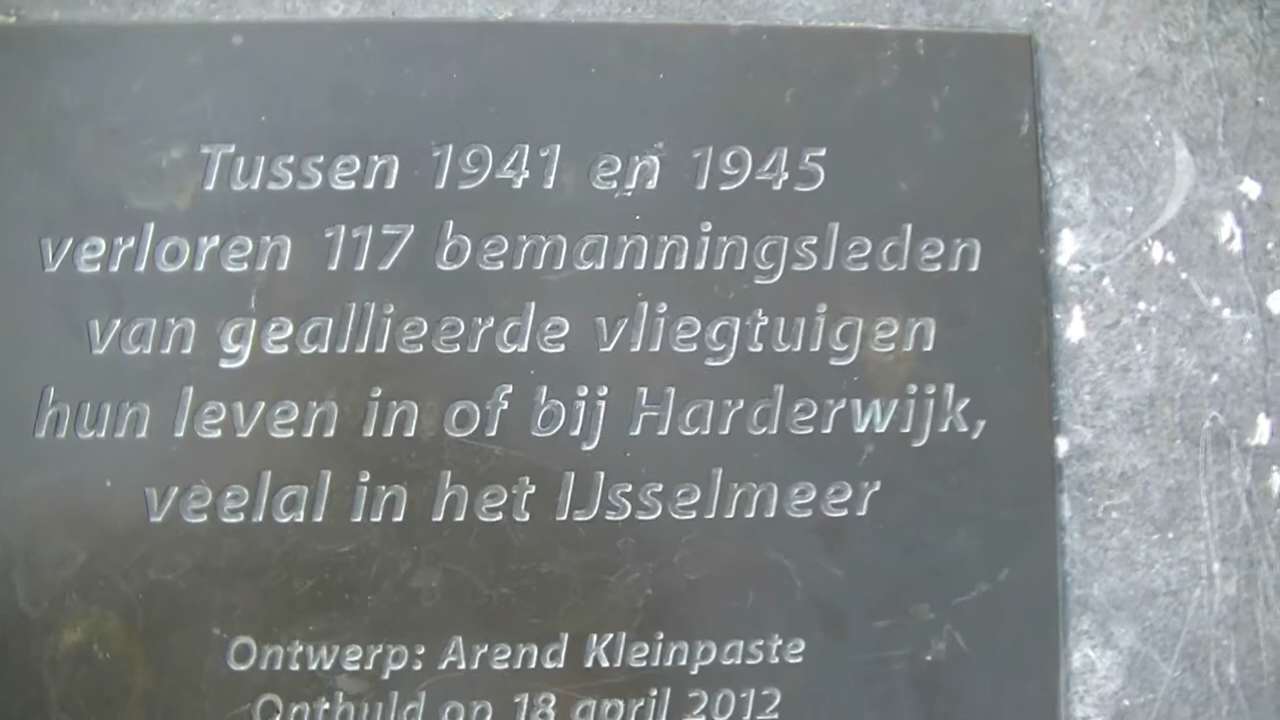 Tussen 1941 en 1945
verloren 117 bemanningsleden
van geallieerde vliegtuigen
hun leven in of bij Harderwijk,
veelal in het IJsselmeer
Ontwerp: Arend Kleinpaste
Onthuld op 18 april 2012